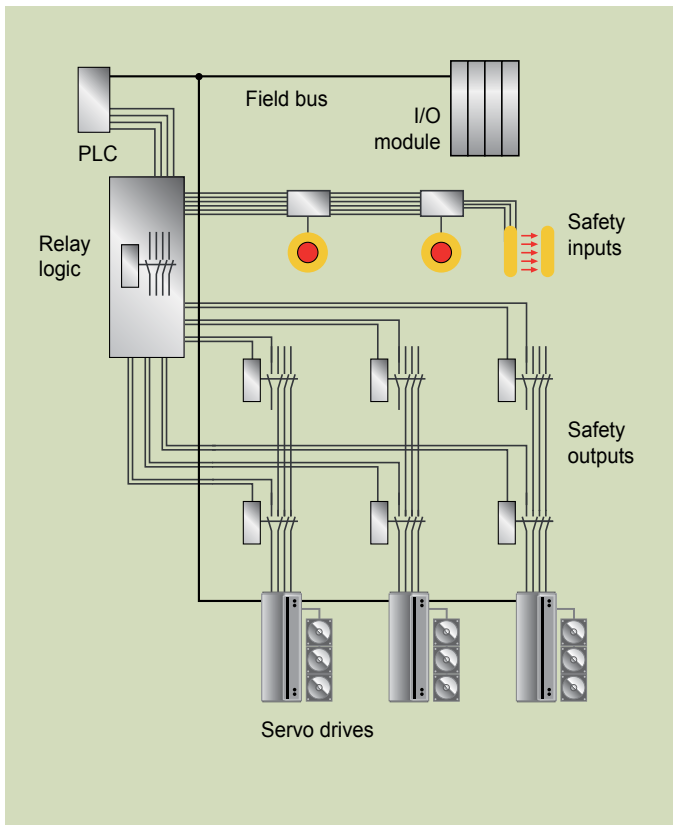 Field bus
I/O
module
PLC
Relay
logic
Safety
inputs
Safety
outputs
Servo drives